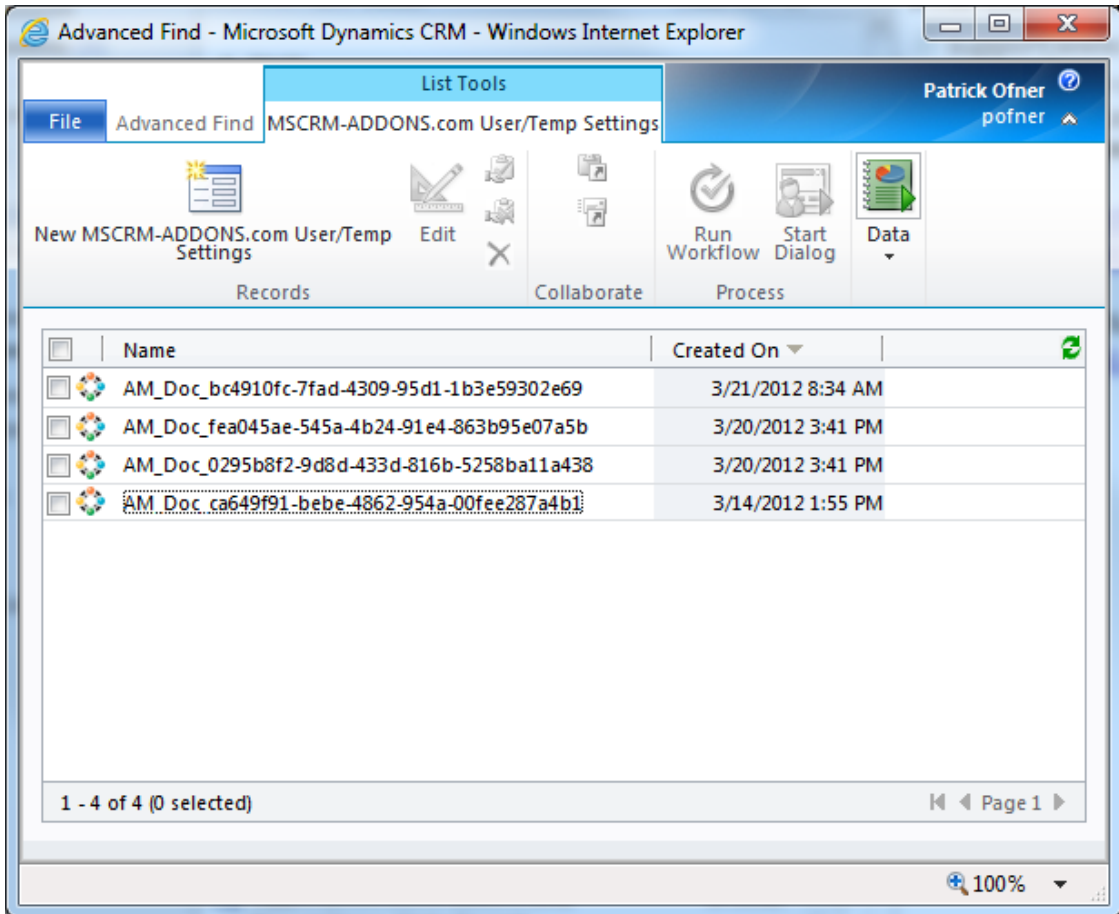 Advanced Find - Microsoft Dynamics CRM - Windows Internet Explorer
List Tools
Patrick Ofner
pofner
File
Advanced Find
MSCRM-ADDONS.com User/Temp Settings
New MSCRM-ADDONS.com User/Temp
Settings
Edit
Run
Workflow
Start
Dialog
Data
Records
Collaborate
Process
Name
Created On
AM_Doc_bc4910fc-7fad-4309-95d1-1b3e59302e69 3/21/2012 8:34 AM
AM_Doc_fea045ae-545a-4b24-91e4-863b95e07a5b 3/20/2012 3:41 PM
AM_Doc_0295b8f2-9d8d-433d-816b-5258ba11a438 3/20/2012 3:41 PM
AM_Doc_ca649f91-bebe-4862-954a-00fee287a4b1 3/14/2012 1:55 PM
1 - 4 of 4 (0 selected)
Page 1
100%